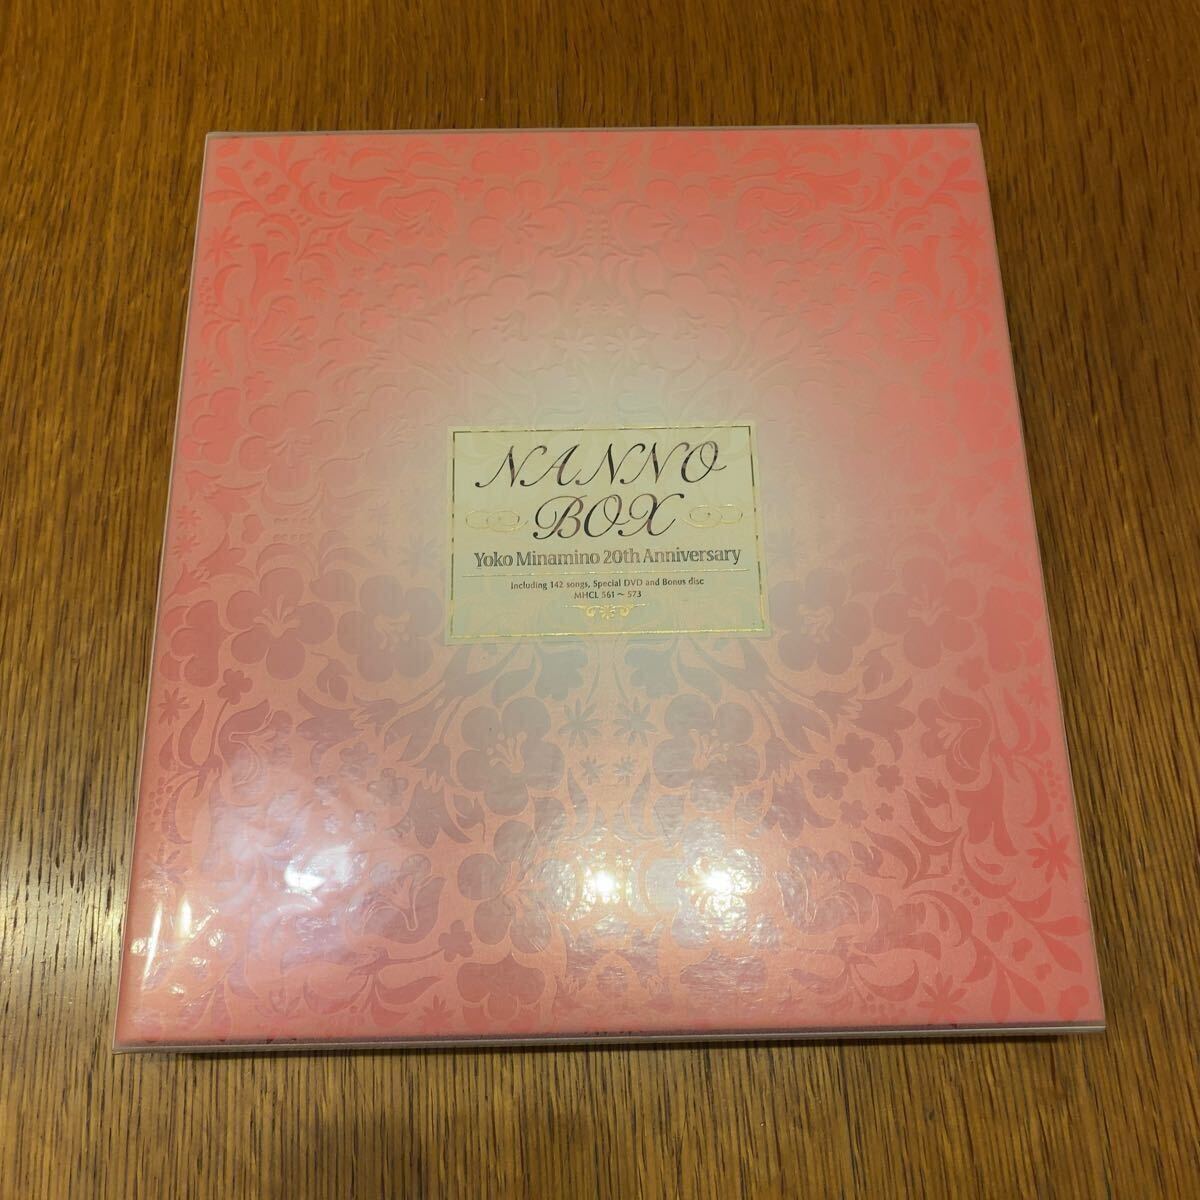 NANNO
BOX
Yoko Minamino 20th Anniversary
Including 142 songs, Special DVD and Bonus disc
MHCL 561～573